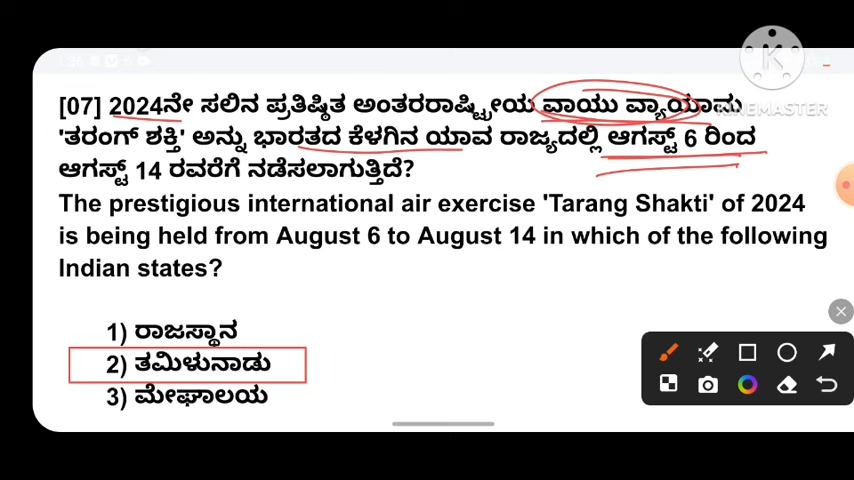 KINEMASTER
[07] 2024ನೇ ಸಲಿನ ಪ್ರತಿಷ್ಠಿತ ಅಂತರರಾಷ್ಟ್ರೀಯ ವಾಯು ವ್ಯಾಯಾಮ
'ತರಂಗ್ ಶಕ್ತಿ' ಅನ್ನು ಭಾರತದ ಕೆಳಗಿನ ಯಾವ ರಾಜ್ಯದಲ್ಲಿ ಆಗಸ್ಟ್ 6 ರಿಂದ
ಆಗಸ್ಟ್ 14 ರವರೆಗೆ ನಡೆಸಲಾಗುತ್ತಿದೆ?
The prestigious international air exercise 'Tarang Shakti' of 2024
is being held from August 6 to August 14 in which of the following
Indian states?
1) ರಾಜಸ್ಥಾನ
2) ತಮಿಳುನಾಡು
3) ಮೇಘಾಲಯ